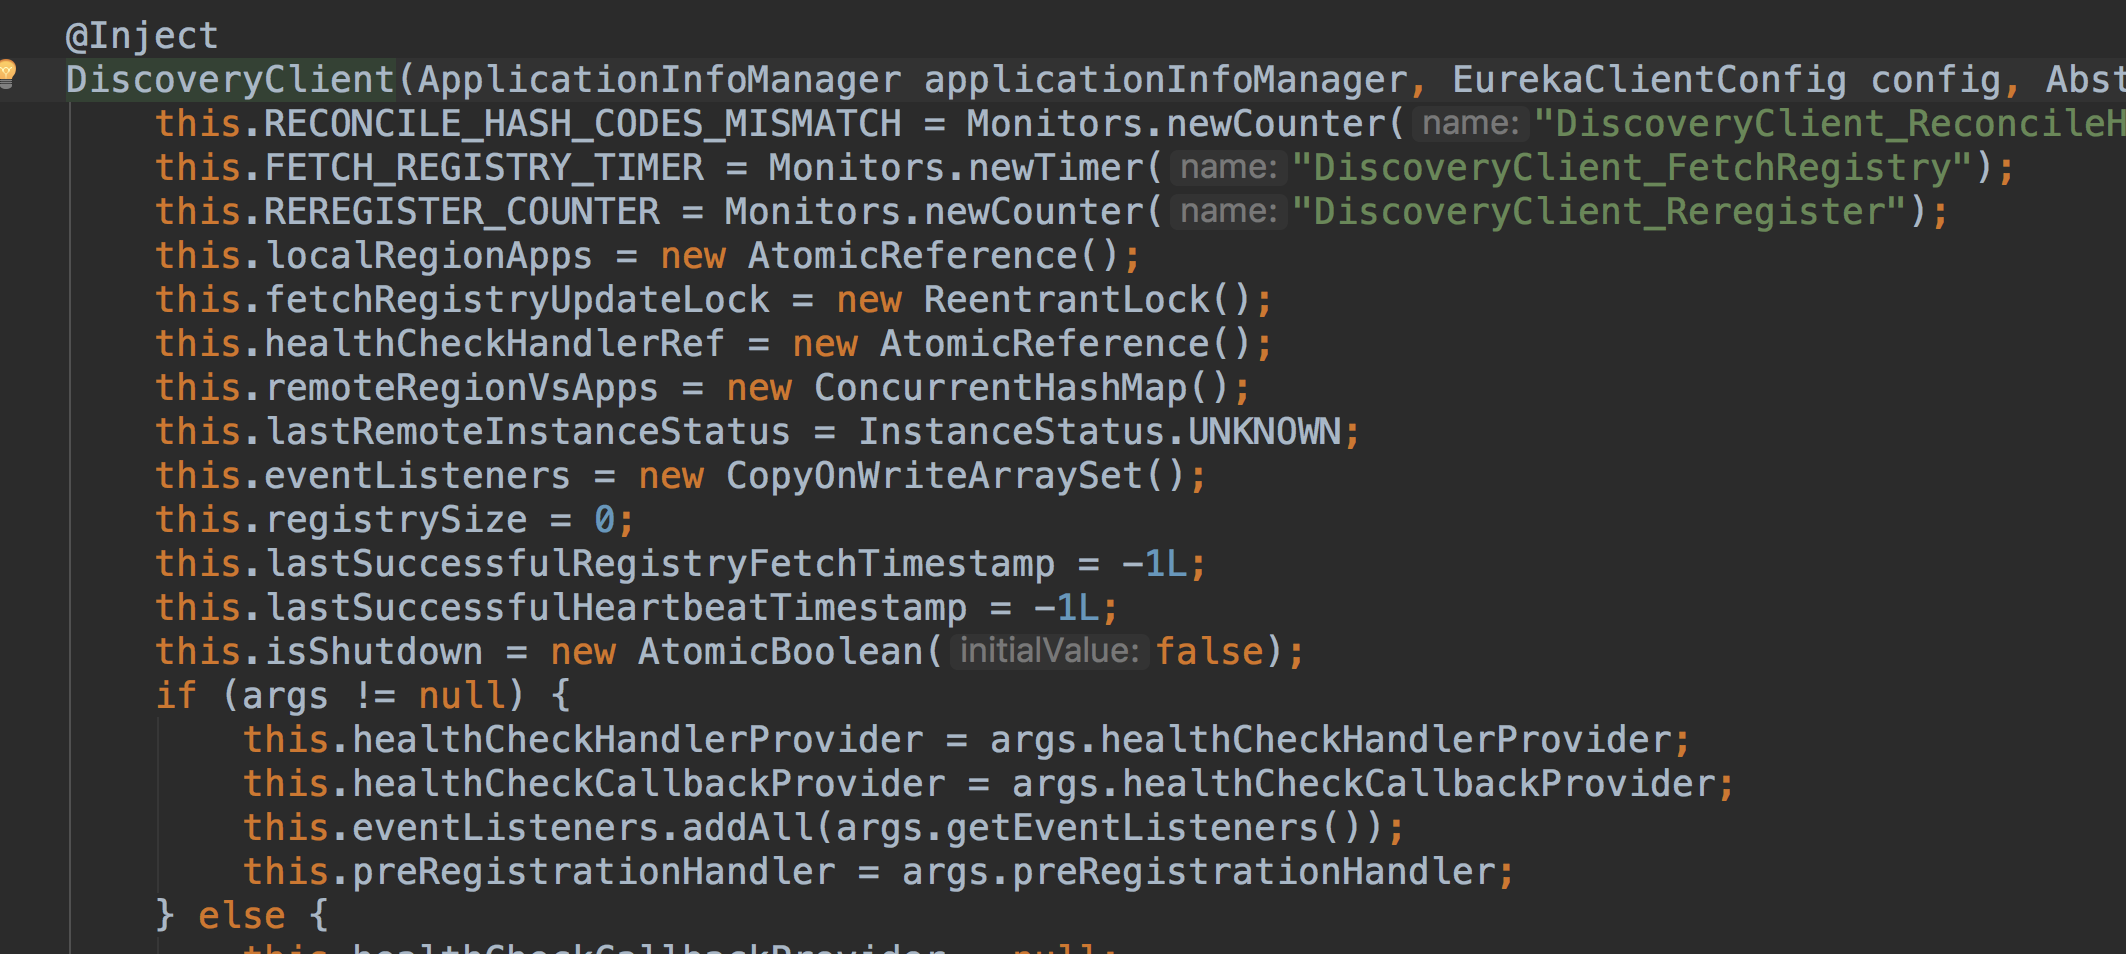 @Inject
DiscoveryClient(ApplicationInfoManager applicationInfoManager, EurekaClientConfig config,
this.RECONCILE_HASH_CODES_MISMATCH = Monitors.newCounter( name: "DiscoveryClient_ReconcileH
this.FETCH_REGISTRY_TIMER = Monitors.newTimer( name: "DiscoveryClient_FetchRegistry");
this.REREGISTER_COUNTER = Monitors.newCounter( name: "DiscoveryClient_Reregister");
this.localRegionApps = new AtomicReference();
this.fetchRegistryUpdateLock = new ReentrantLock();
this.healthCheckHandlerRef = new AtomicReference();
this.remoteRegionVsApps = new ConcurrentHashMap();
this.lastRemoteInstanceStatus = InstanceStatus.UNKNOWN;
this.eventListeners = new CopyOnWriteArraySet();
this.registrySize = 0;
this.lastSuccessfulRegistryFetchTimestamp = -1L;
this.lastSuccessfulHeartbeatTimestamp = -1L;
this.isShutdown = new AtomicBoolean( initialValue: false);
if (args != null) {
this.healthCheckHandlerProvider = args.healthCheckHandlerProvider;
this.healthCheckCallbackProvider = args.healthCheckCallbackProvider;
this.eventListeners.addAll(args.getEventListeners());
this.preRegistrationHandler = args.preRegistrationHandler;
} else {
this.healthCheckCallbackProvider = null;